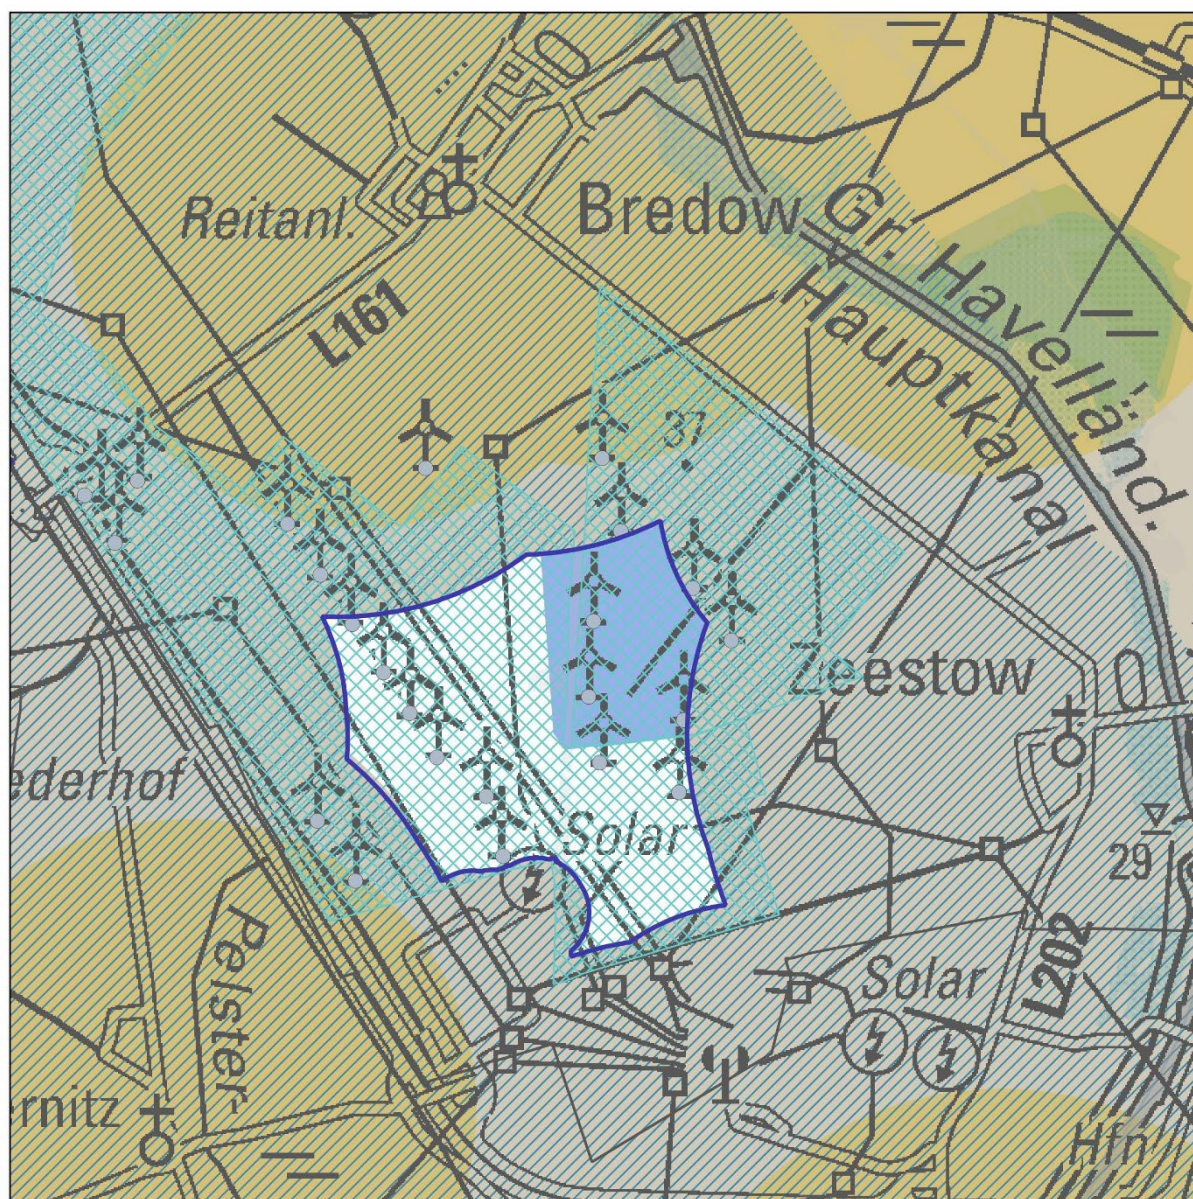 Reitanl.
Bredow
L161
Gr. Havelländ.
Hauptkanal
37
Zeestow
ederhof
Solar
29
Pelster-
Solar
L202
rnitz
Hfn